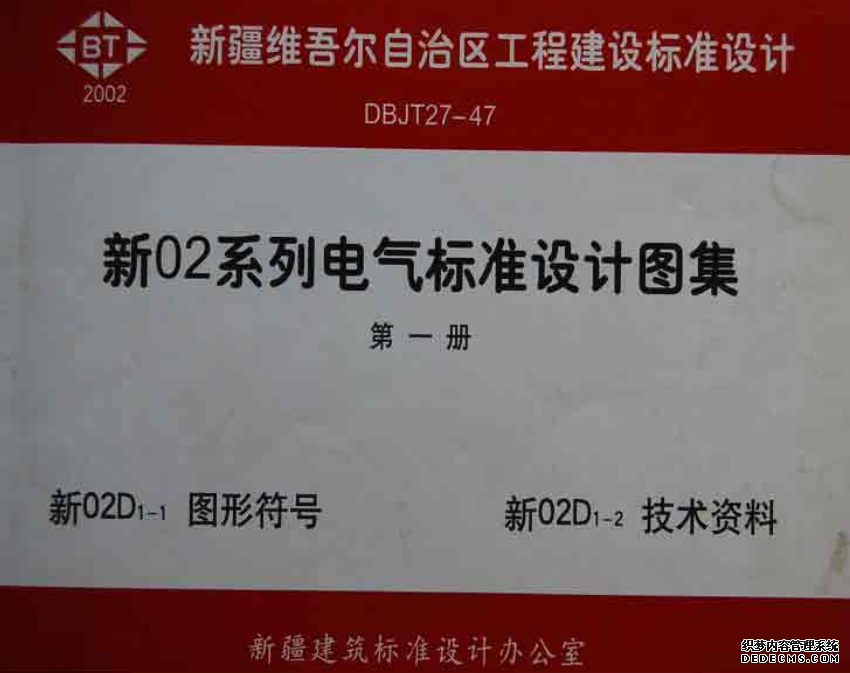 BT
2002
新疆维吾尔自治区工程建设标准设计
DBJT27-47
新02系列电气标准设计图集
第一册
新02D1-1 图形符号
新02D1-2 技术资料
新疆建筑标准设计办公室
织梦内容管理系统
DEDECMS.COM